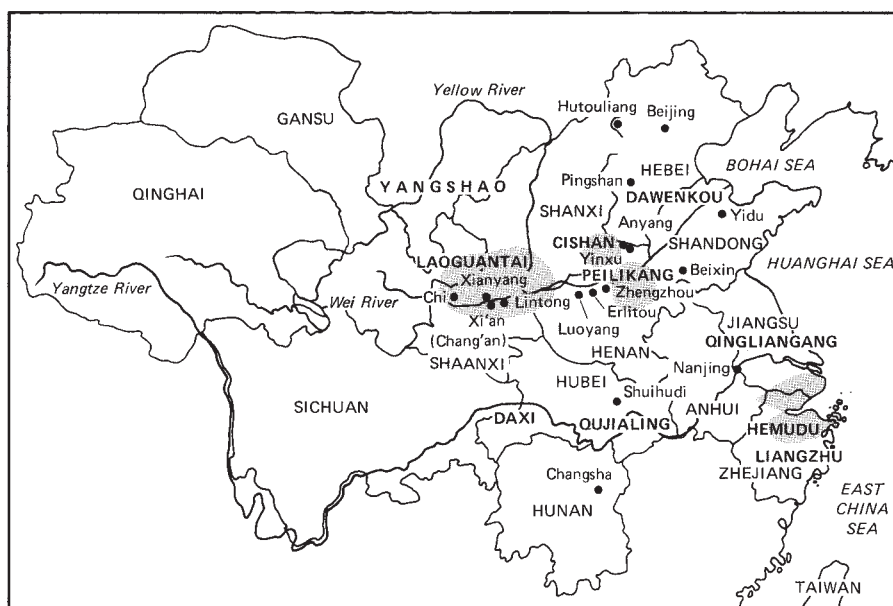 Yellow River
Hutouliang
Beijing
GANSU
BOHAI SEA
HEBEI
QINGHAI
YANGSHAO
Pingshan
DAWENKOU
SHANXI
Anyang
Yidu
CISHAN
SHANDONG
LAOGUANTAI
Yinxu
PEILIKANG
Beixin
HUANGHAI SEA
Xianyang
Yangtze River
Wei River
Chi
Lintong
Zhengzhou
Erlitou
Xi'an
(Chang'an)
Luoyang
JIANGSU
QINGLIANGANG
SHAANXI
HENAN
Nanjing
HUBEI
Shuihudi
SICHUAN
DAXI
QUJIALING
ANHUI
HEMUDU
LIANGZHU
ZHEJIANG
Changsha
HUNAN
EAST
CHINA
SEA
TAIWAN